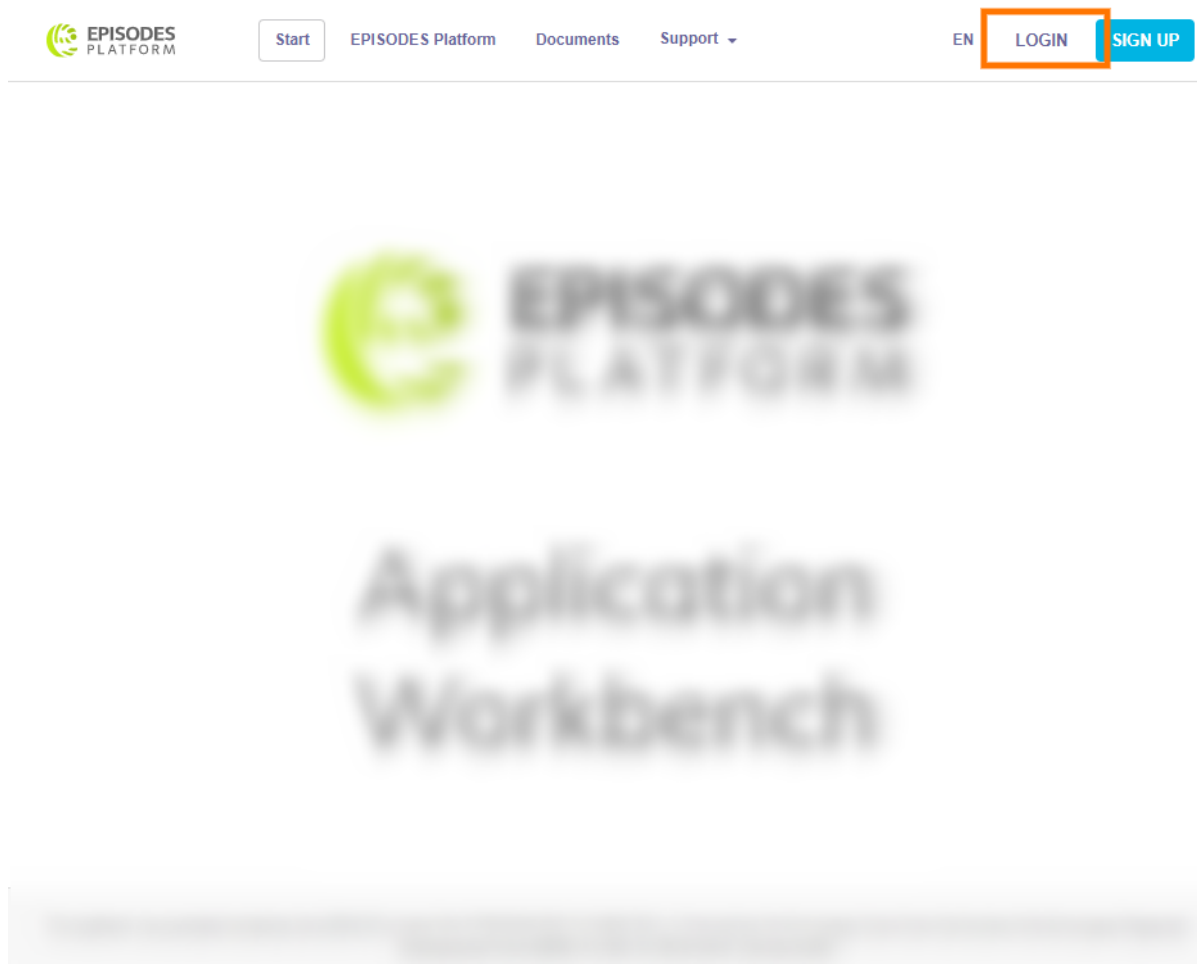 EPISODES
PLATFORM
Start EPISODES Platform Documents Support EN LOGIN SIGN UP
EPISODES
PLATFORM
Application
Workbench